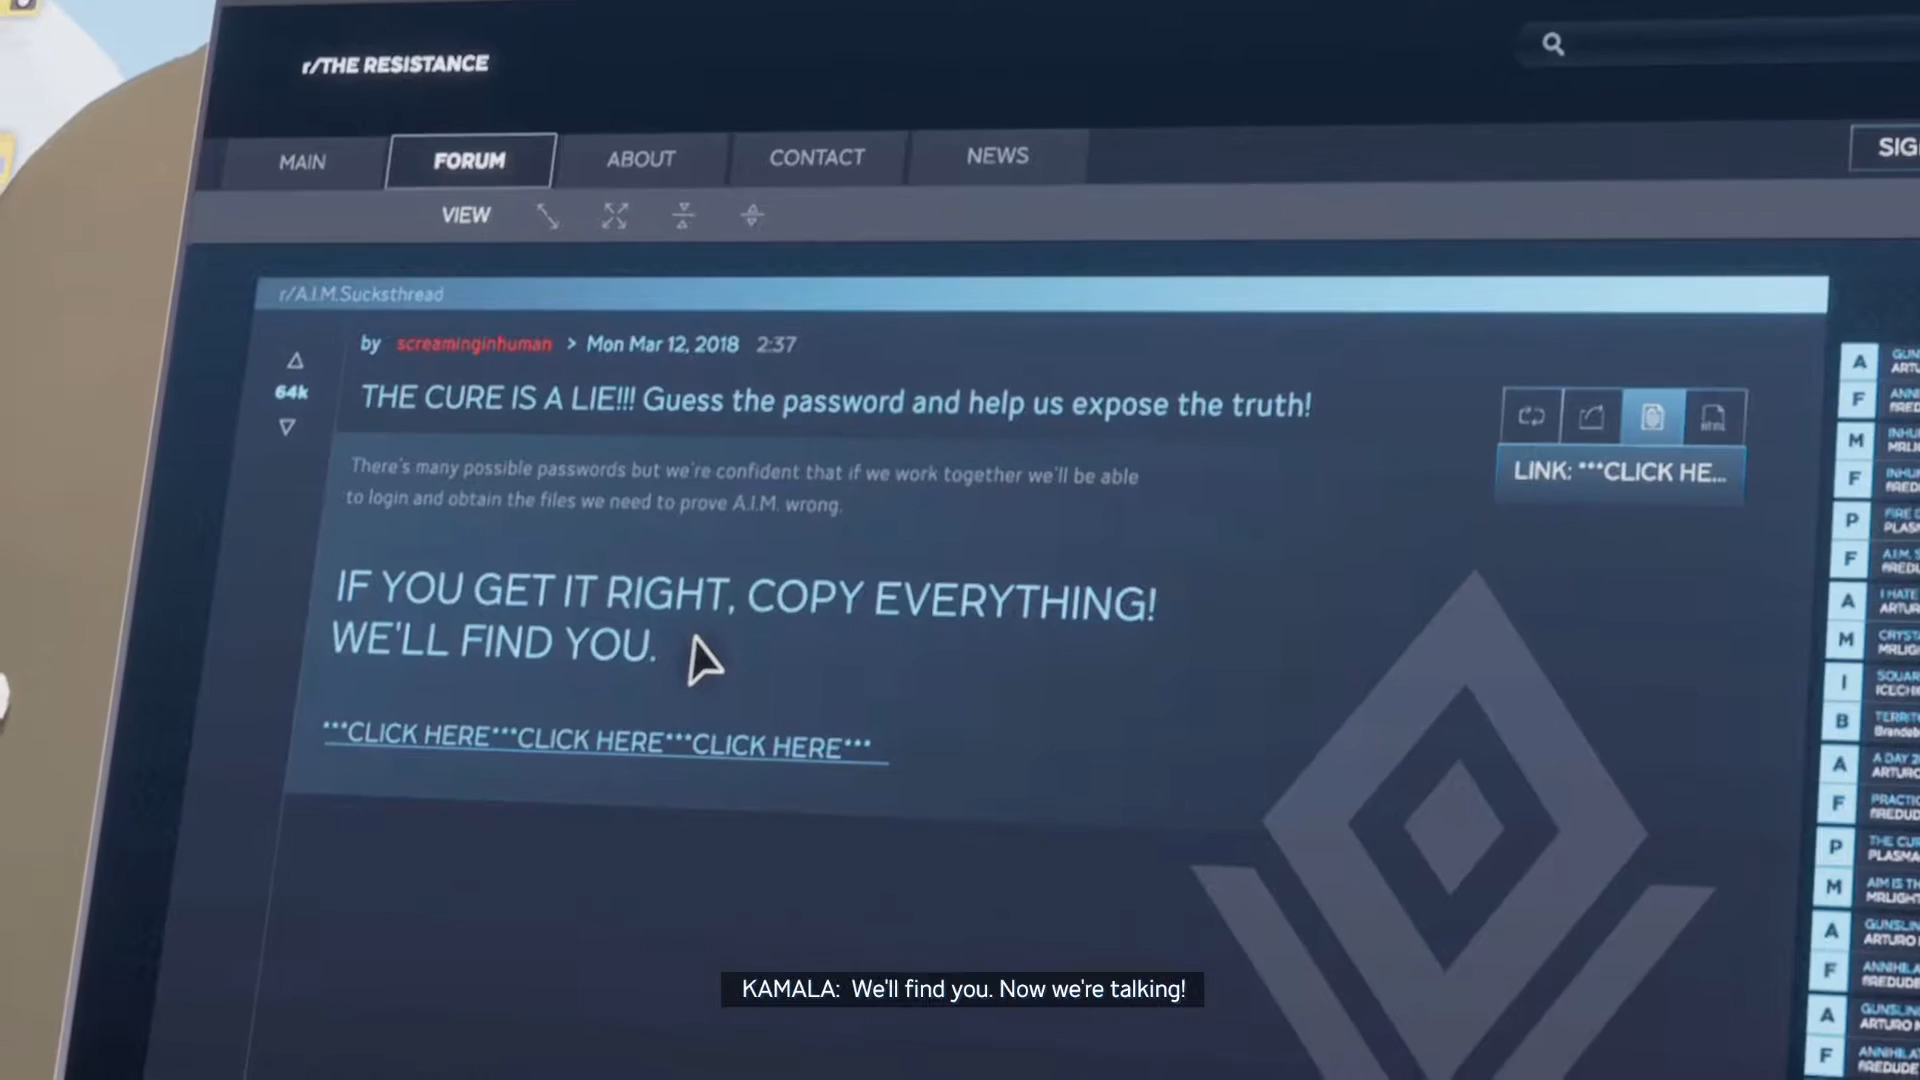 r/THE RESISTANCE
MAIN
FORUM
ABOUT
CONTACT
NEWS
VIEW
r/A.I.M.Sucksthread
by screaminginhuman > Mon Mar 12, 2018 2:37
64k
THE CURE IS A LIE!!! Guess the password and help us expose the truth!
There's many possible passwords but we're confident that if we work together we'll be able
to login and obtain the files we need to prove A.I.M. wrong.
HTML
LINK: ***CLICK HE...
IF YOU GET IT RIGHT, COPY EVERYTHING!
WE'LL FIND YOU.
***CLICK HERE***CLICK HERE***CLICK HERE***
A
F
M
F
P
F
A
I HATE
M
I
B
A
A DAY
F
P
M
A
F
A
F
KAMALA: We'll find you. Now we're talking!